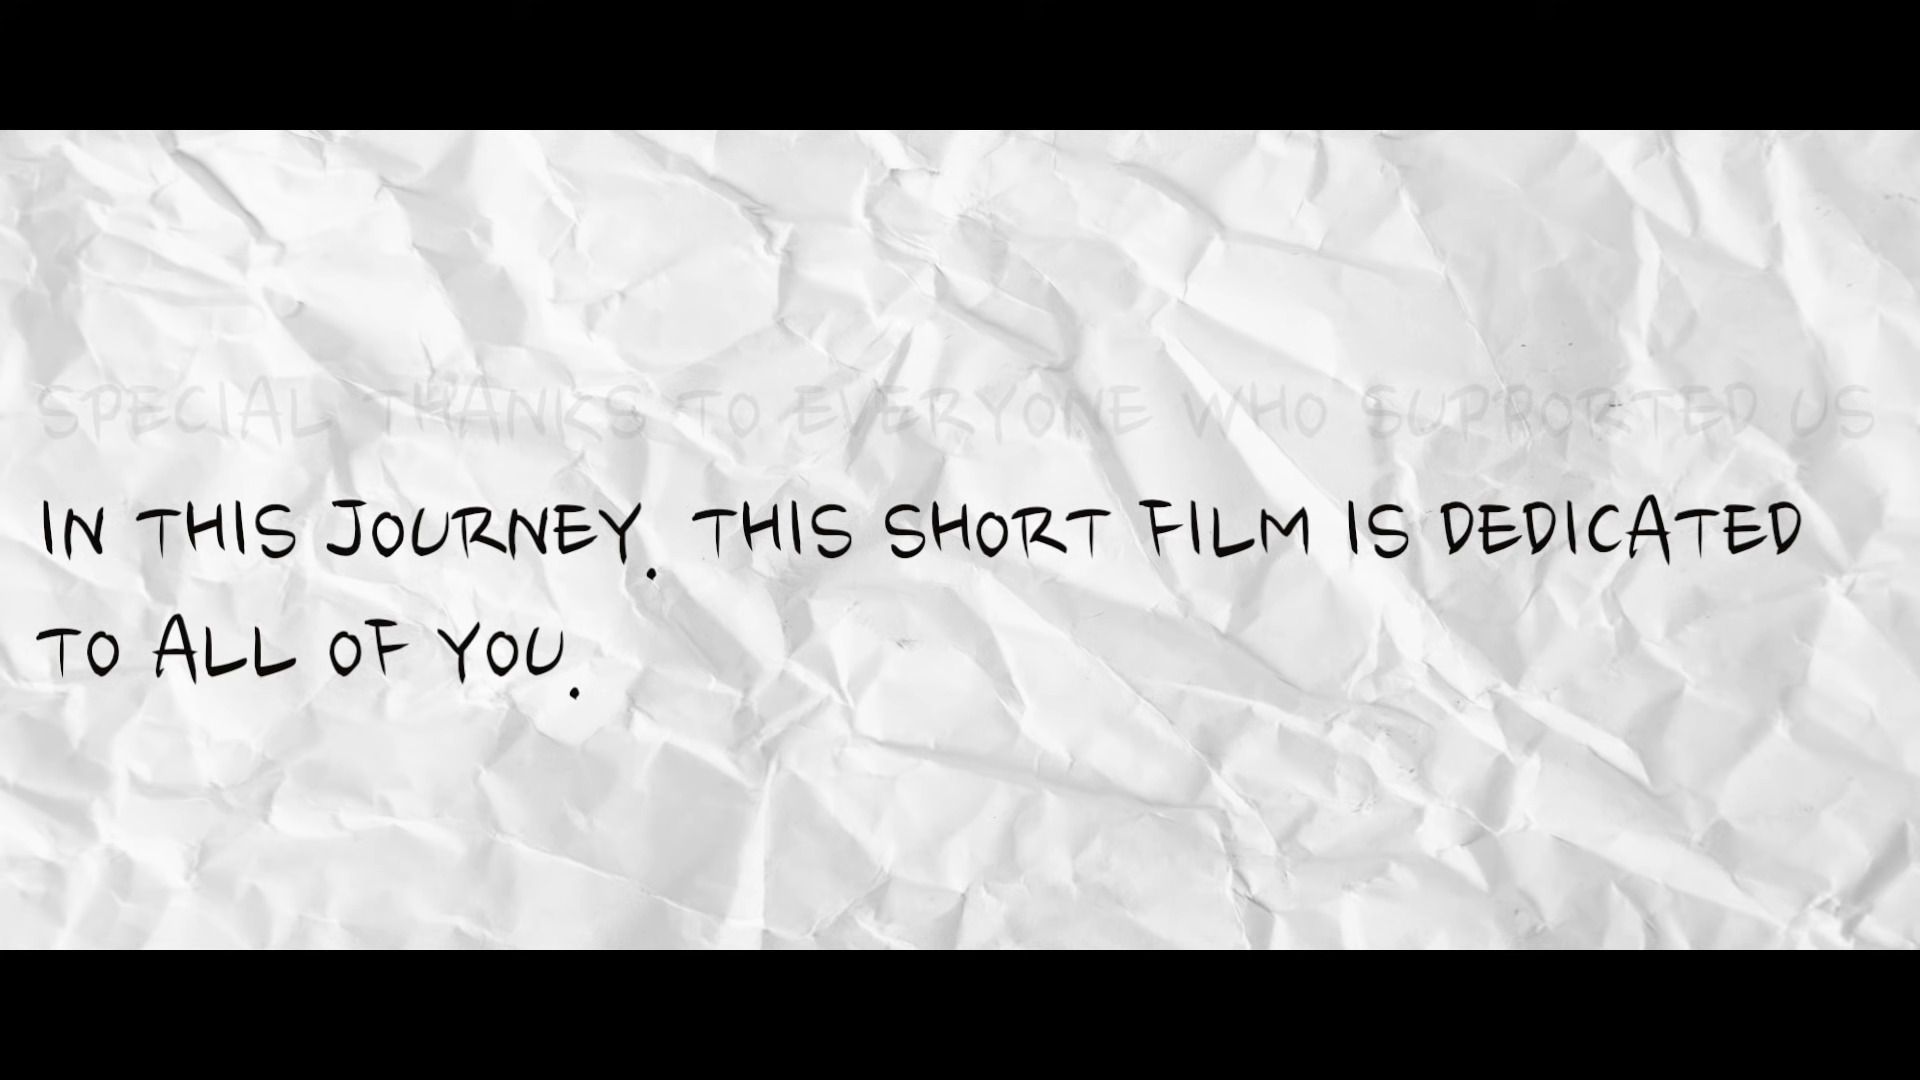 SPECIAL THANKS TO EVERYONE WHO SUPPORTED US
IN THIS JOURNEY. THIS SHORT FILM IS DEDICATED
TO ALL OF YOU.